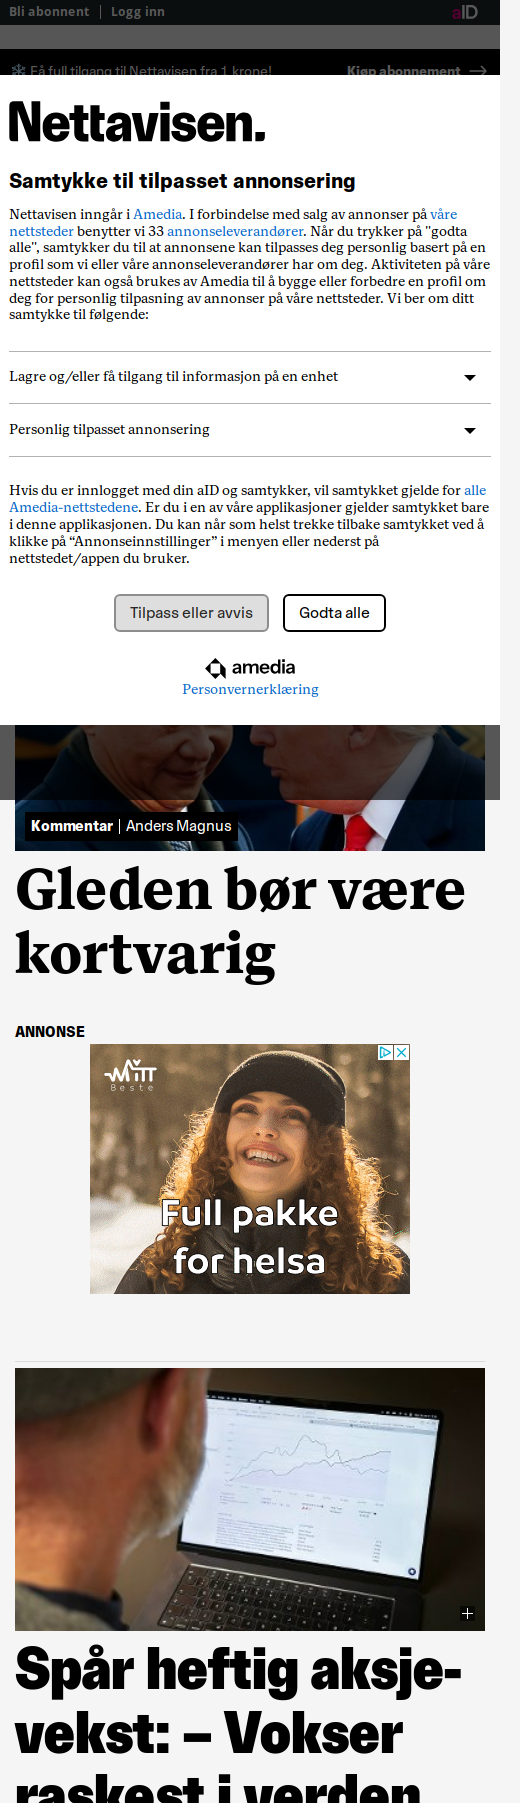 Bli abonnent | Logg inn aID
Få full tilgang til Nettavisen fra 1 krone! Kjøp abonnement
Nettavisen.
Samtykke til tilpasset annonsering
Nettavisen inngår i Amedia. I forbindelse med salg av annonser på våre
nettsteder benytter vi 33 annonseleverandører. Når du trykker på "godta
alle", samtykker du til at annonsene kan tilpasses deg personlig basert på en
profil som vi eller våre annonseleverandører har om deg. Aktiviteten på våre
nettsteder kan også brukes av Amedia til å bygge eller forbedre en profil om
deg for personlig tilpasning av annonser på våre nettsteder. Vi ber om ditt
samtykke til følgende:
Lagre og/eller få tilgang til informasjon på en enhet
Personlig tilpasset annonsering
Hvis du er innlogget med din aID og samtykker, vil samtykket gjelde for alle
Amedia-nettstedene. Er du i en av våre applikasjoner gjelder samtykket bare
i denne applikasjonen. Du kan når som helst trekke tilbake samtykket ved å
klikke på “Annonseinnstillinger” i menyen eller nederst på
nettstedet/appen du bruker.
Tilpass eller avvis Godta alle
amedia
Personvernerklæring
Kommentar | Anders Magnus
Gleden bør være
kortvarig
ANNONSE
Mitt
Beste
Full pakke
for helsa
Spår heftig aksje-
vekst: – Vokser
raskest i verden